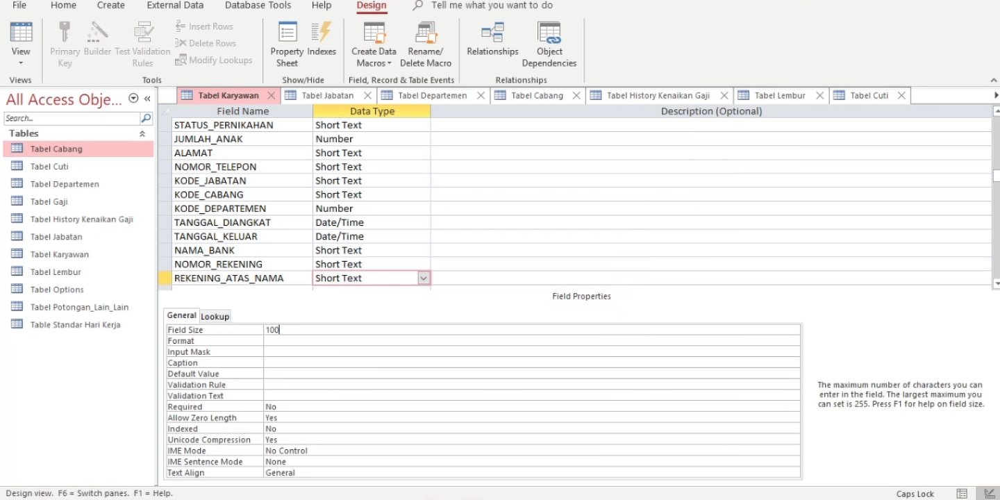 File Home Create External Data Database Tools Help Design Tell me what you want to do
View
Views
Primary Key
Builder
Test Validation Rules
Insert Rows
Delete Rows
Modify Lookups
Tools
Property Sheet
Indexes
Show/Hide
Create Data Macros
Rename/ Delete Macro
Field, Record & Table Events
Relationships
Object Dependencies
Relationships
All Access Obje...
Search...
Tables
Tabel Cabang
Tabel Cuti
Tabel Departemen
Tabel Gaji
Tabel History Kenaikan Gaji
Tabel Jabatan
Tabel Karyawan
Tabel Lembur
Tabel Options
Tabel Potongan_Lain_Lain
Table Standar Hari Kerja
Tabel Karyawan Tabel Jabatan Tabel Departemen Tabel Cabang Tabel History Kenaikan Gaji Tabel Lembur Tabel Cuti
Field Name Data Type Description (Optional)
STATUS_PERNIKAHAN Short Text
JUMLAH_ANAK Number
ALAMAT Short Text
NOMOR_TELEPON Short Text
KODE_JABATAN Short Text
KODE_CABANG Short Text
KODE_DEPARTEMEN Number
TANGGAL_DIANGKAT Date/Time
TANGGAL_KELUAR Date/Time
NAMA_BANK Short Text
NOMOR_REKENING Short Text
REKENING_ATAS_NAMA Short Text
Field Properties
General Lookup
Field Size 100
Format
Input Mask
Caption
Default Value
Validation Rule
Validation Text
Required No
Allow Zero Length Yes
Indexed No
Unicode Compression Yes
IME Mode No Control
IME Sentence Mode None
Text Align General
The maximum number of characters you can
enter in the field. The largest maximum you
can set is 255. Press F1 for help on field size.
Design view. F6 = Switch panes. F1 = Help.
Caps Lock